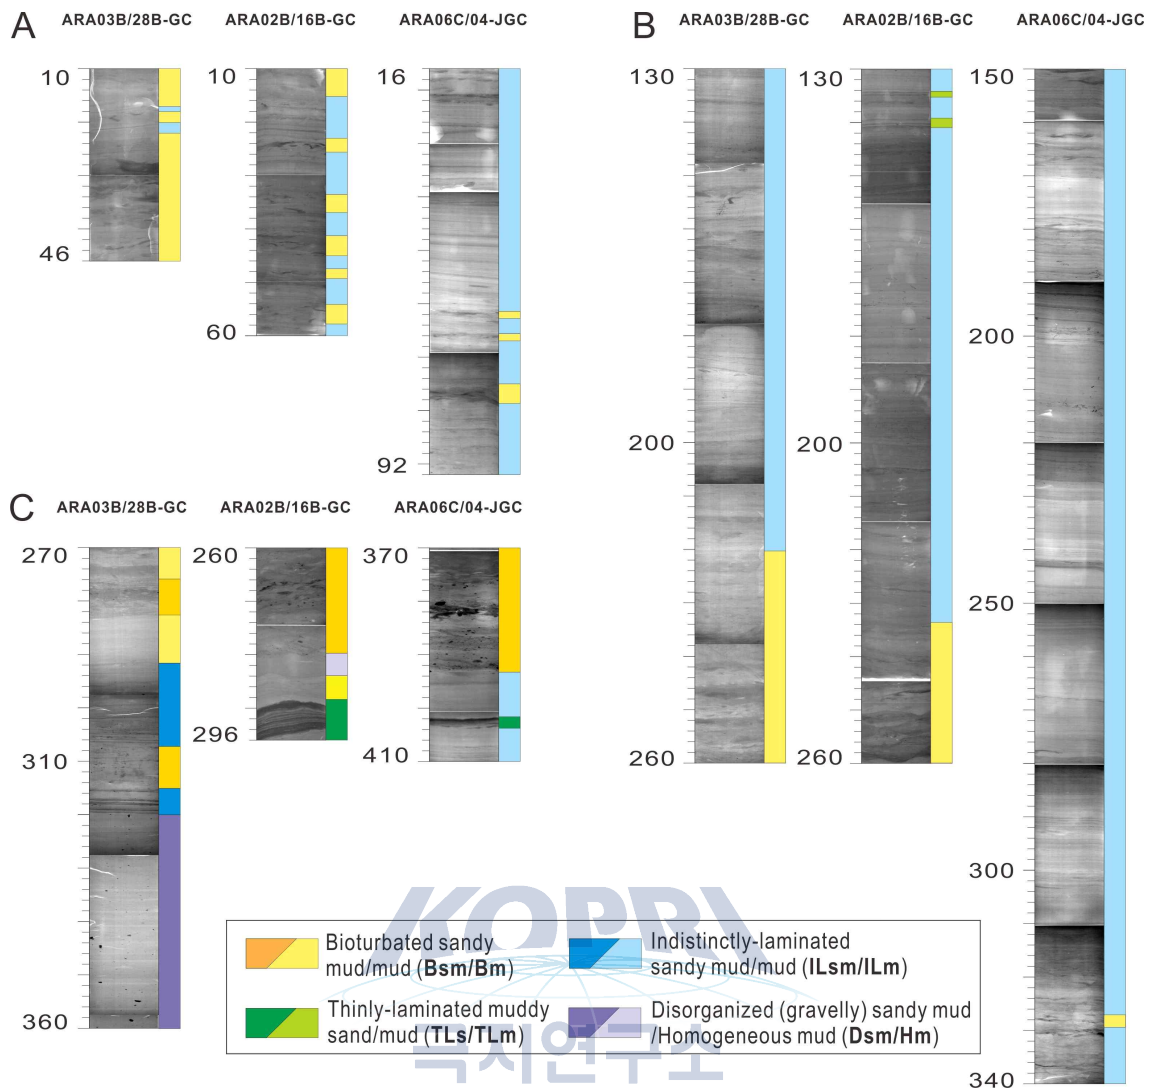 A
ARA03B/28B-GC
ARA02B/16B-GC
ARA06C/04-JGC
10
46
10
60
16
92
B
ARA03B/28B-GC
ARA02B/16B-GC
ARA06C/04-JGC
130
200
260
130
200
260
150
200
250
300
340
C
ARA03B/28B-GC
ARA02B/16B-GC
ARA06C/04-JGC
270
310
360
260
296
370
410
KOPRI
Bioturbated sandy
mud/mud (Bsm/Bm)
Indistinctly-laminated
sandy mud/mud (ILsm/ILm)
Thinly-laminated muddy
sand/mud (TLs/TLm)
Disorganized (gravelly) sandy mud
/Homogeneous mud (Dsm/Hm)
극지연구소